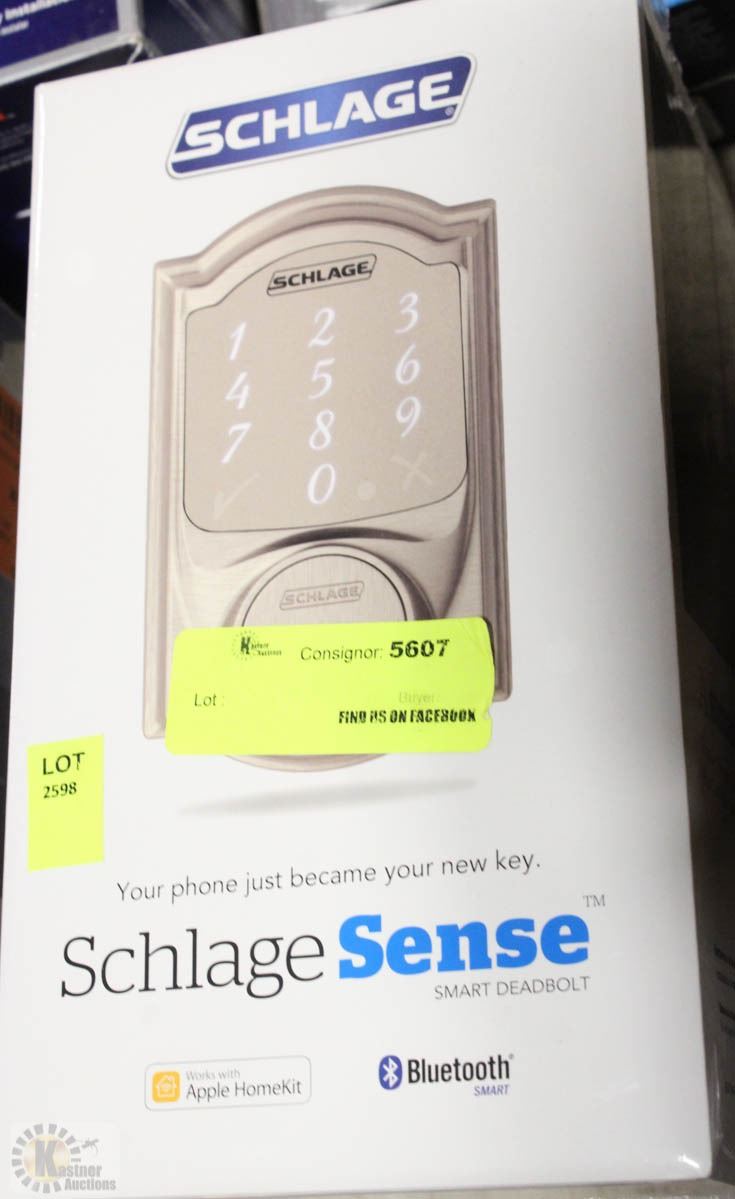 SCHLAGE
SCHLAGE
1 2 3
4 5 6
7 8 9
0
SCHLAGE
Kastner Auctions
Consignor: 5607
Lot :
Buyer:
FIND US ON FACEBOOK
LOT
2598
Your phone just became your new key.
Schlage Sense™
SMART DEADBOLT
Works with
Apple HomeKit
Bluetooth®
SMART
Kastner
Auctions